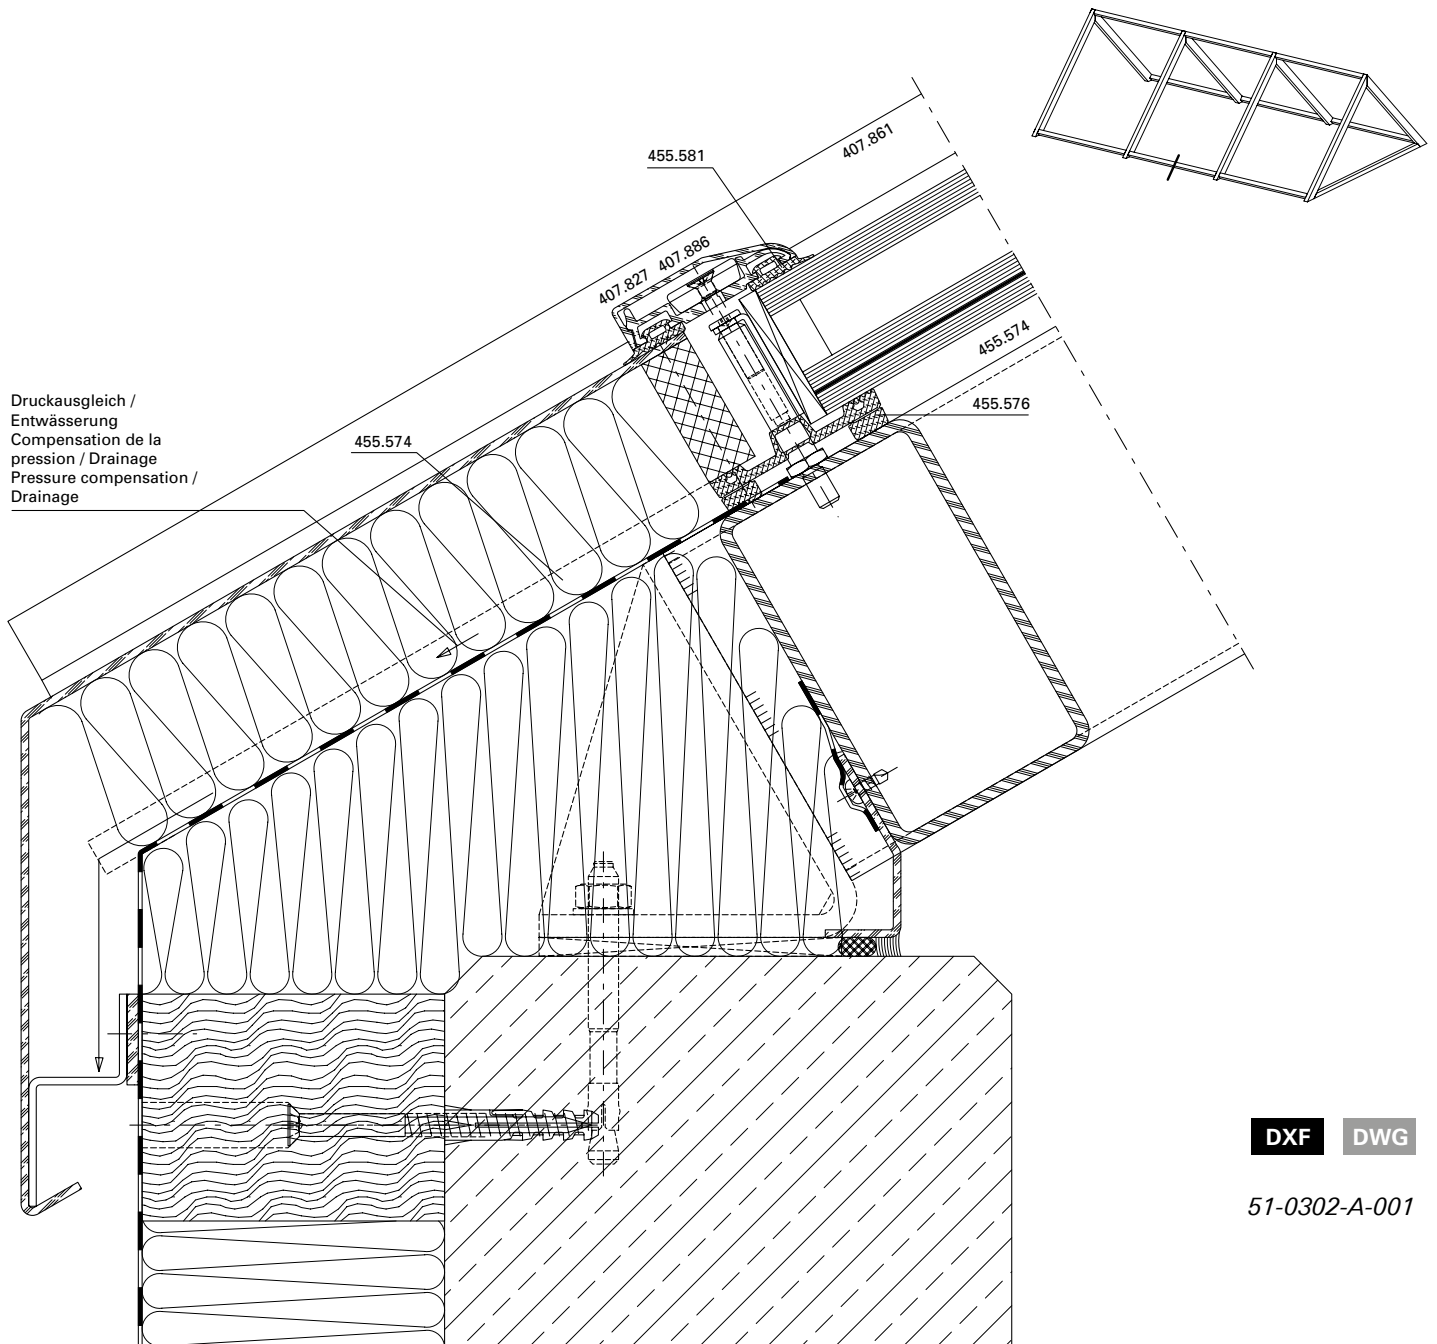 407.861
455.581
407.827 407.886
455.574
Druckausgleich /
Entwässerung
Compensation de la
pression / Drainage
Pressure compensation /
Drainage
455.576
455.574
DXF DWG
51-0302-A-001